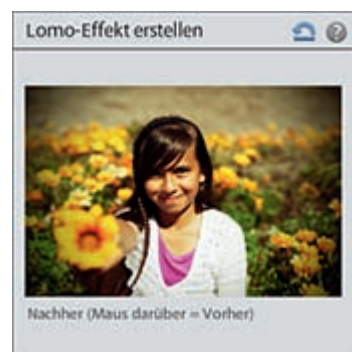 Lomo-Effekt erstellen
Nachher (Maus darüber = Vorher)